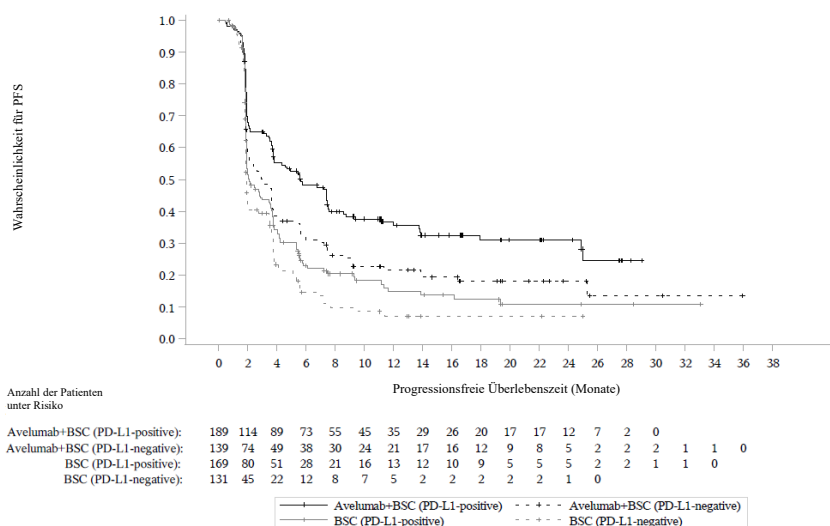 1.0
0.9
0.8
0.7
0.6
0.5
0.4
0.3
0.2
0.1
0.0
Wahrscheinlichkeit für PFS
0 2 4 6 8 10 12 14 16 18 20 22 24 26 28 30 32 34 36 38
Progressionsfreie Überlebenszeit (Monate)
Anzahl der Patienten
unter Risiko
Avelumab+BSC (PD-L1-positive): 189 114 89 73 55 45 35 29 26 20 17 17 12 7 2 0
Avelumab+BSC (PD-L1-negative): 139 74 49 38 30 24 21 17 16 12 9 8 5 2 2 2 1 1 0
BSC (PD-L1-positive): 169 80 51 28 21 16 13 12 10 9 5 5 5 2 2 1 1 0
BSC (PD-L1-negative): 131 45 22 12 8 7 5 2 2 2 2 2 1 0
Avelumab+BSC (PD-L1-positive) Avelumab+BSC (PD-L1-negative)
BSC (PD-L1-positive) BSC (PD-L1-negative)